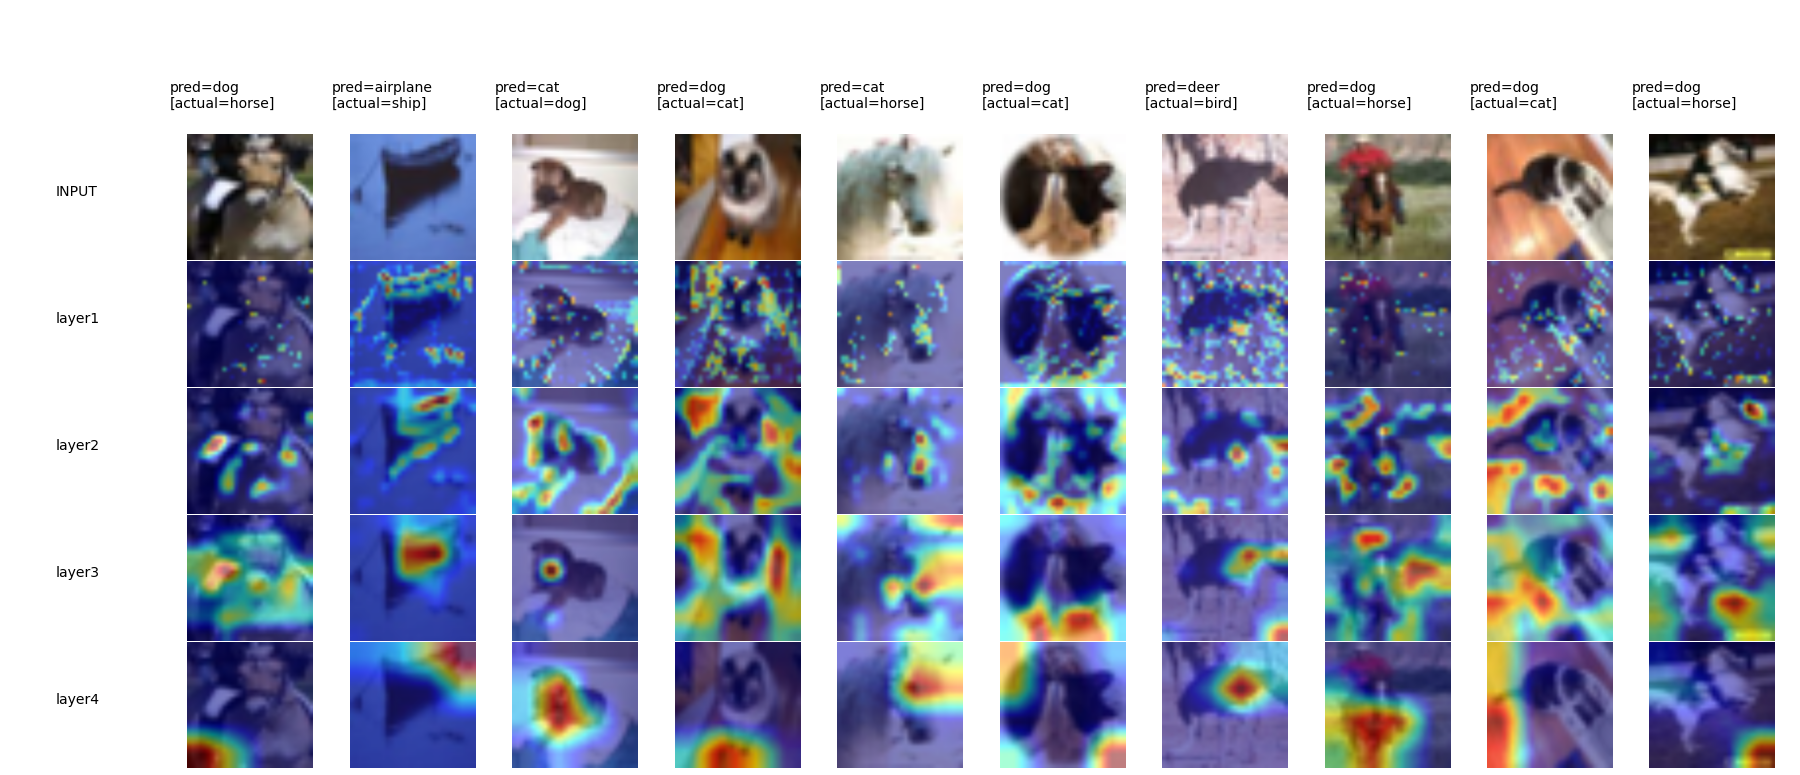 pred=dog
[actual=horse]
pred=airplane
[actual=ship]
pred=cat
[actual=dog]
pred=dog
[actual=cat]
pred=cat
[actual=horse]
pred=dog
[actual=cat]
pred=deer
[actual=bird]
pred=dog
[actual=horse]
pred=dog
[actual=cat]
pred=dog
[actual=horse]
INPUT
layer1
layer2
layer3
layer4